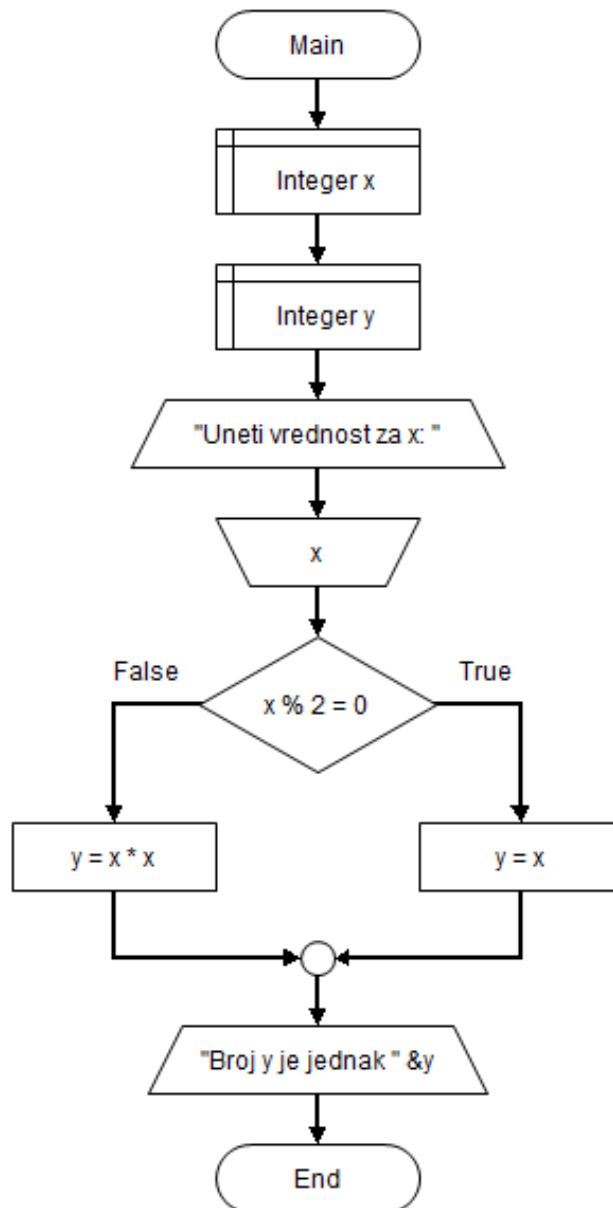 Main
Integer x
Integer y
"Uneti vrednost za x: "
x
False
True
x % 2 = 0
y = x * x
y = x
"Broj y je jednak " &y
End